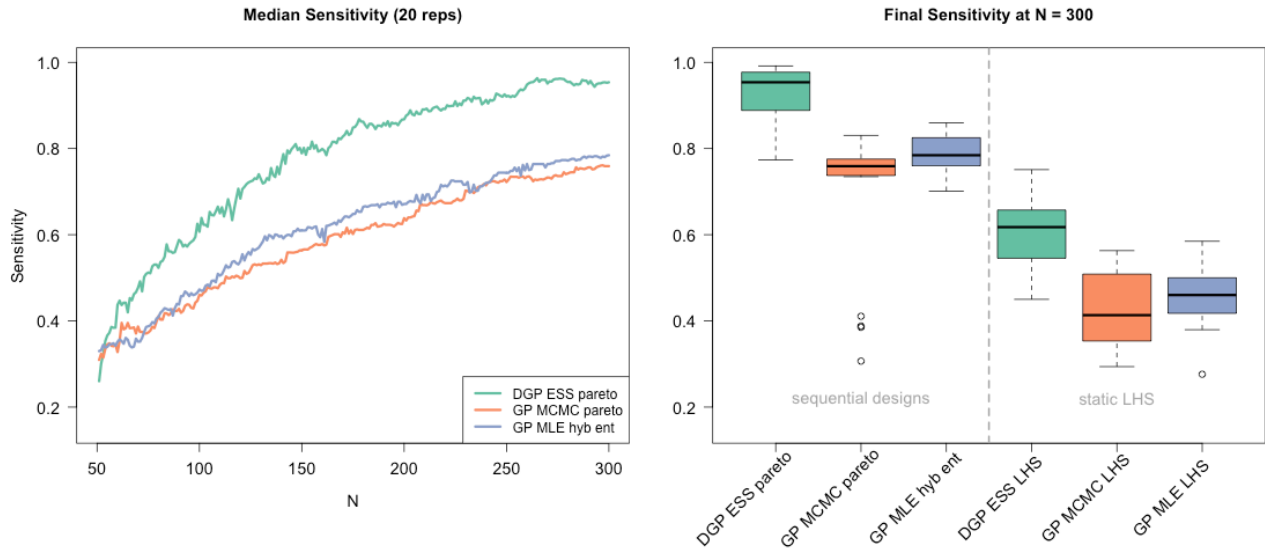 Median Sensitivity (20 reps)
Sensitivity
1.0
0.8
0.6
0.4
0.2
50
100
150
200
250
300
N
DGP ESS pareto
GP MCMC pareto
GP MLE hyb ent
Final Sensitivity at N = 300
1.0
0.8
0.6
0.4
0.2
sequential designs
static LHS
DGP ESS pareto
GP MCMC pareto
GP MLE hyb ent
DGP ESS LHS
GP MCMC LHS
GP MLE LHS